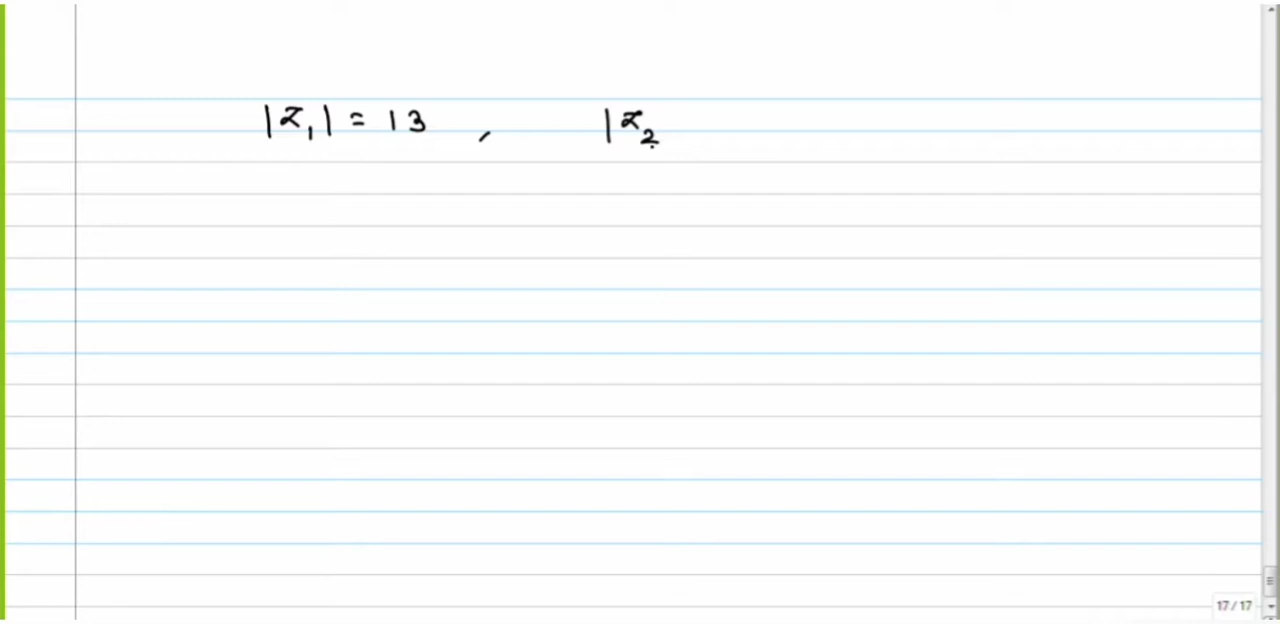 |z₁| = 13 , |z₂
17 / 17